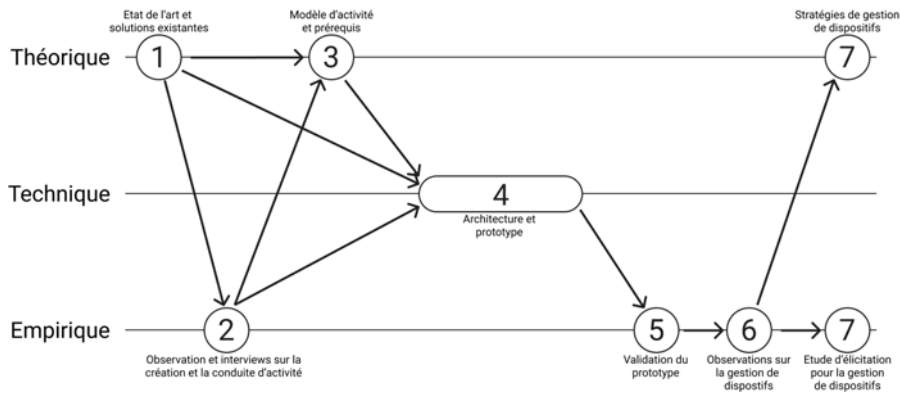 Etat de l'art et
solutions existantes
Modèle d'activité
et prérequis
Stratégies de gestion
de dispositifs
Théorique
1
3
7
Technique
4
Architecture et
prototype
Empirique
2
5
6
7
Observation et interviews sur la
création et la conduite d'activité
Validation du
prototype
Observations sur
la gestion de
dispostifs
Etude d'élicitation
pour la gestion
de dispositifs